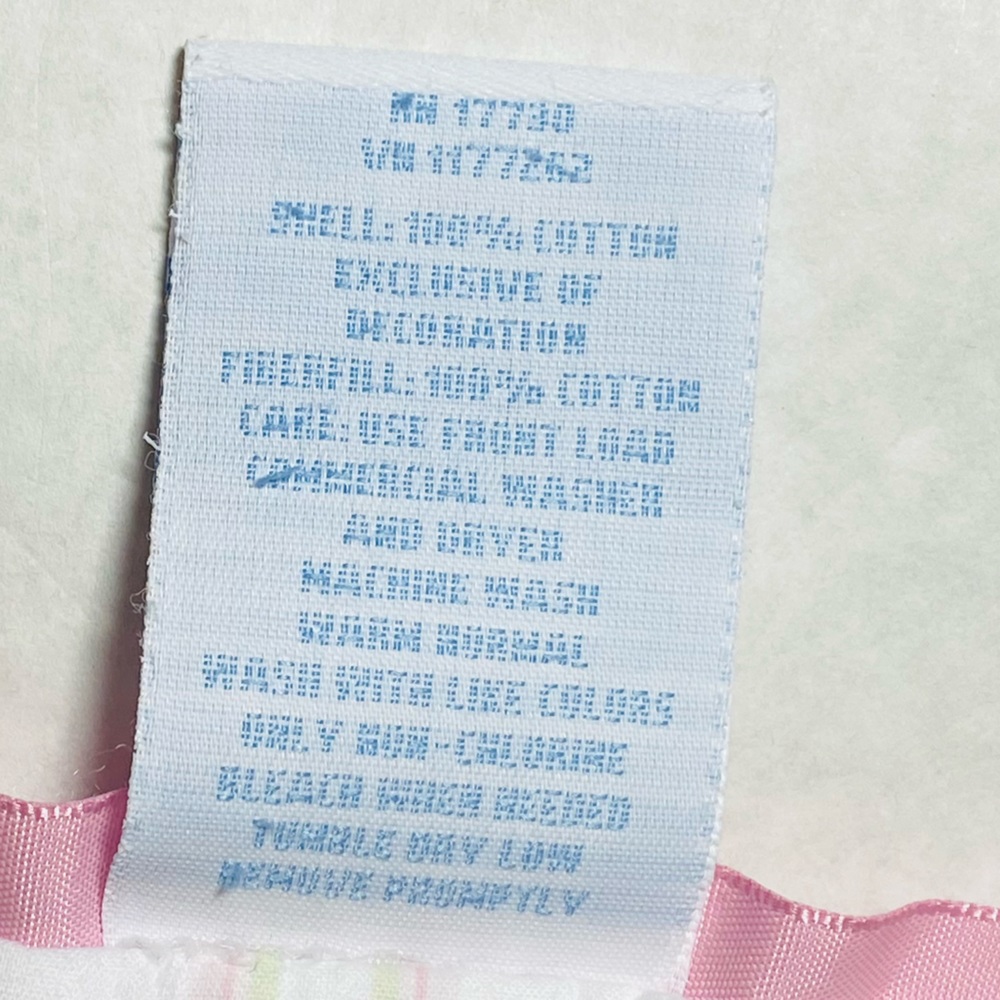 RN 17730
VN 1177262
SHELL: 100% COTTON
EXCLUSIVE OF
DECORATION
FIBERFILL: 100% COTTON
CARE: USE FRONT LOAD
COMMERCIAL WASHER
AND DRYER
MACHINE WASH
WARM NORMAL
WASH WITH LIKE COLORS
ONLY NON-CHLORINE
BLEACH WHEN NEEDED
TUMBLE DRY LOW
REMOVE PROMPTLY